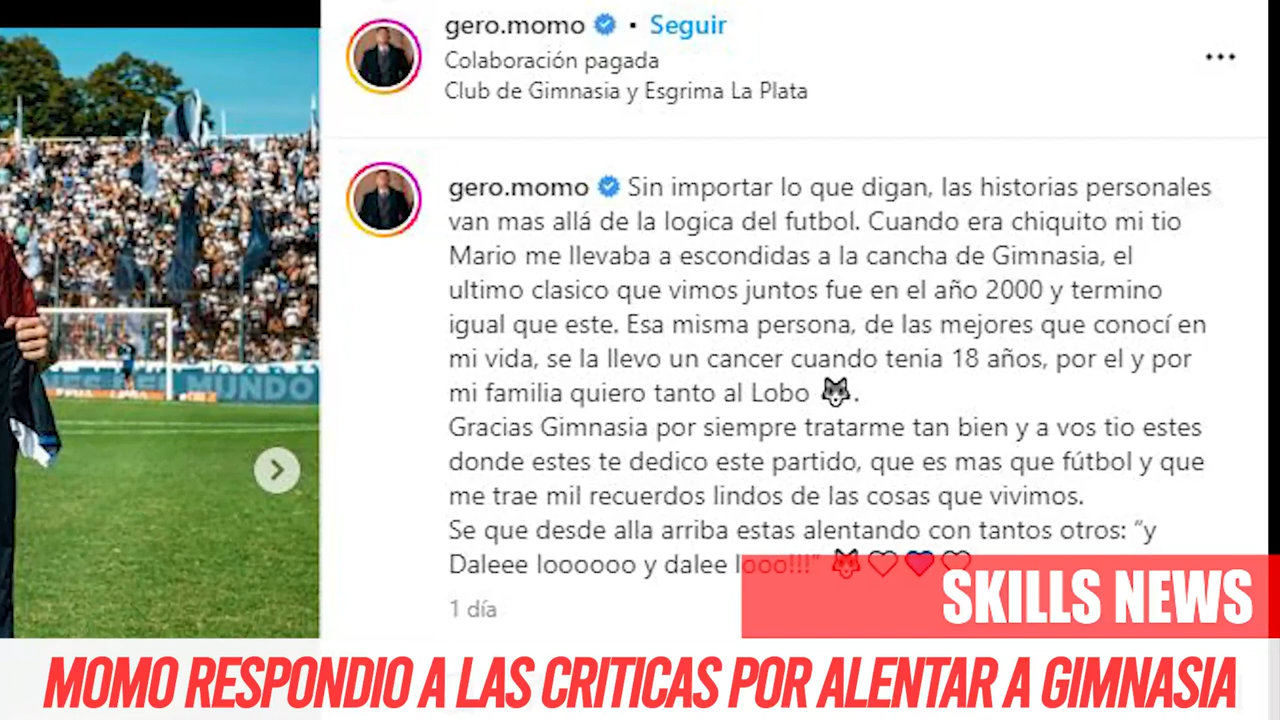 gero.momo • Seguir
Colaboración pagada
Club de Gimnasia y Esgrima La Plata
gero.momo Sin importar lo que digan, las historias personales
van mas allá de la logica del futbol. Cuando era chiquito mi tio
Mario me llevaba a escondidas a la cancha de Gimnasia, el
ultimo clasico que vimos juntos fue en el año 2000 y termino
igual que este. Esa misma persona, de las mejores que conocí en
mi vida, se la llevo un cancer cuando tenia 18 años, por el y por
mi familia quiero tanto al Lobo 🐺.
Gracias Gimnasia por siempre tratarme tan bien y a vos tio estes
donde estes te dedico este partido, que es mas que fútbol y que
me trae mil recuerdos lindos de las cosas que vivimos.
Se que desde alla arriba estas alentando con tantos otros: “y
Daleee loooooo y dalee looo!!!” 🐺🤍💙🤍
1 día
DEL MUNDO
SKILLS NEWS
MOMO RESPONDIO A LAS CRITICAS POR ALENTAR A GIMNASIA